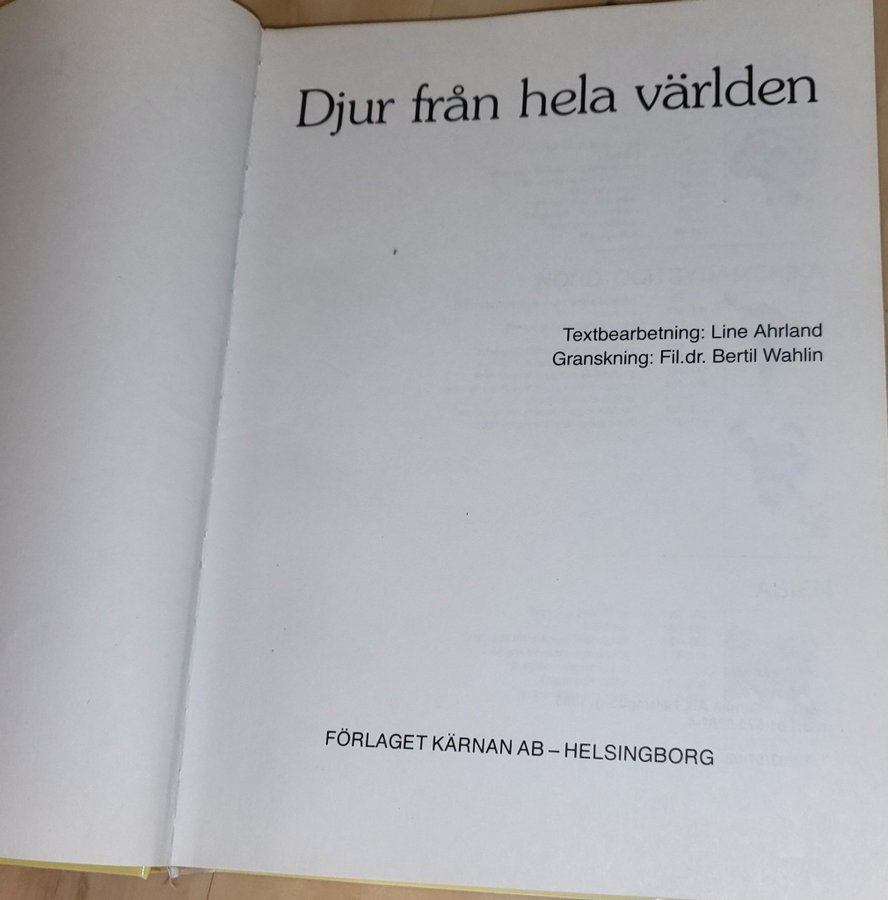 Djur från hela världen
Textbearbetning: Line Ahrland
Granskning: Fil.dr. Bertil Wahlin
FÖRLAGET KÄRNAN AB – HELSINGBORG